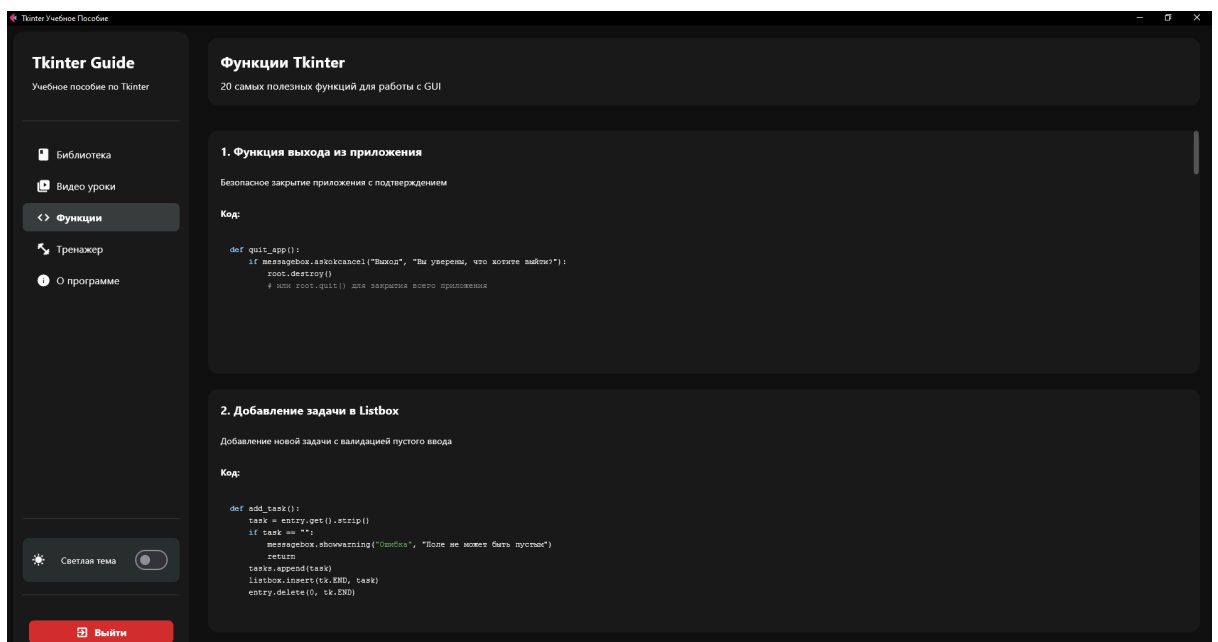 Tkinter Учебное Пособие
Tkinter Guide
Учебное пособие по Tkinter
Библиотека
Видео уроки
<> Функции
Тренажер
О программе
Светлая тема
Выйти
Функции Tkinter
20 самых полезных функций для работы с GUI
1. Функция выхода из приложения
Безопасное закрытие приложения с подтверждением
Код:
def quit_app():
    if messagebox.askokcancel("Выход", "Вы уверены, что хотите выйти?"):
        root.destroy()
        # или root.quit() для закрытия всего приложения
2. Добавление задачи в Listbox
Добавление новой задачи с валидацией пустого ввода
Код:
def add_task():
    task = entry.get().strip()
    if task == "":
        messagebox.showwarning("Ошибка", "Поле не может быть пустым")
        return
    tasks.append(task)
    listbox.insert(tk.END, task)
    entry.delete(0, tk.END)